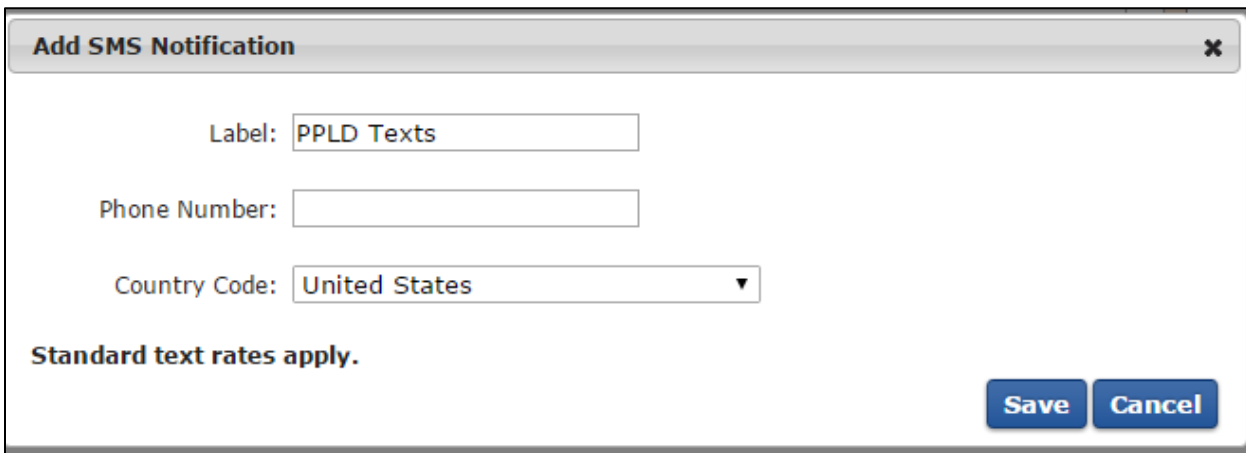 Add SMS Notification
Label: PPLD Texts
Phone Number:
Country Code: United States
Standard text rates apply.
Save Cancel